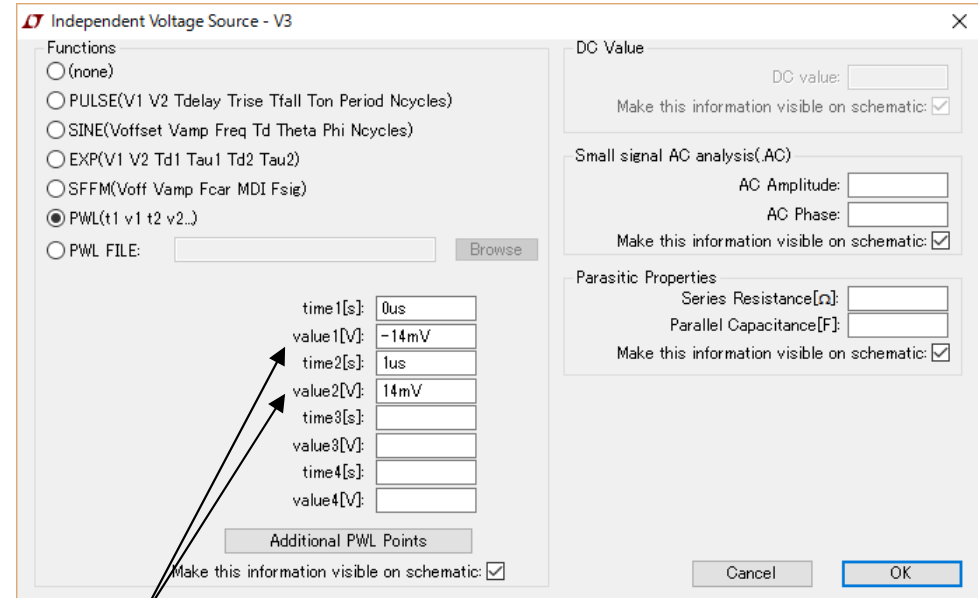 Independent Voltage Source - V3
Functions
(none)
PULSE(V1 V2 Tdelay Trise Tfall Ton Period Ncycles)
SINE(Voffset Vamp Freq Td Theta Phi Ncycles)
EXP(V1 V2 Td1 Tau1 Td2 Tau2)
SFFM(Voff Vamp Fcar MDI Fsig)
PWL(t1 v1 t2 v2...)
PWL FILE:
Browse
time1[s]: 0us
value1[V]: -14mV
time2[s]: 1us
value2[V]: 14mV
time3[s]:
value3[V]:
time4[s]:
value4[V]:
Additional PWL Points
Make this information visible on schematic:
DC Value
DC value:
Make this information visible on schematic:
Small signal AC analysis(.AC)
AC Amplitude:
AC Phase:
Make this information visible on schematic:
Parasitic Properties
Series Resistance[Ω]:
Parallel Capacitance[F]:
Make this information visible on schematic:
Cancel
OK